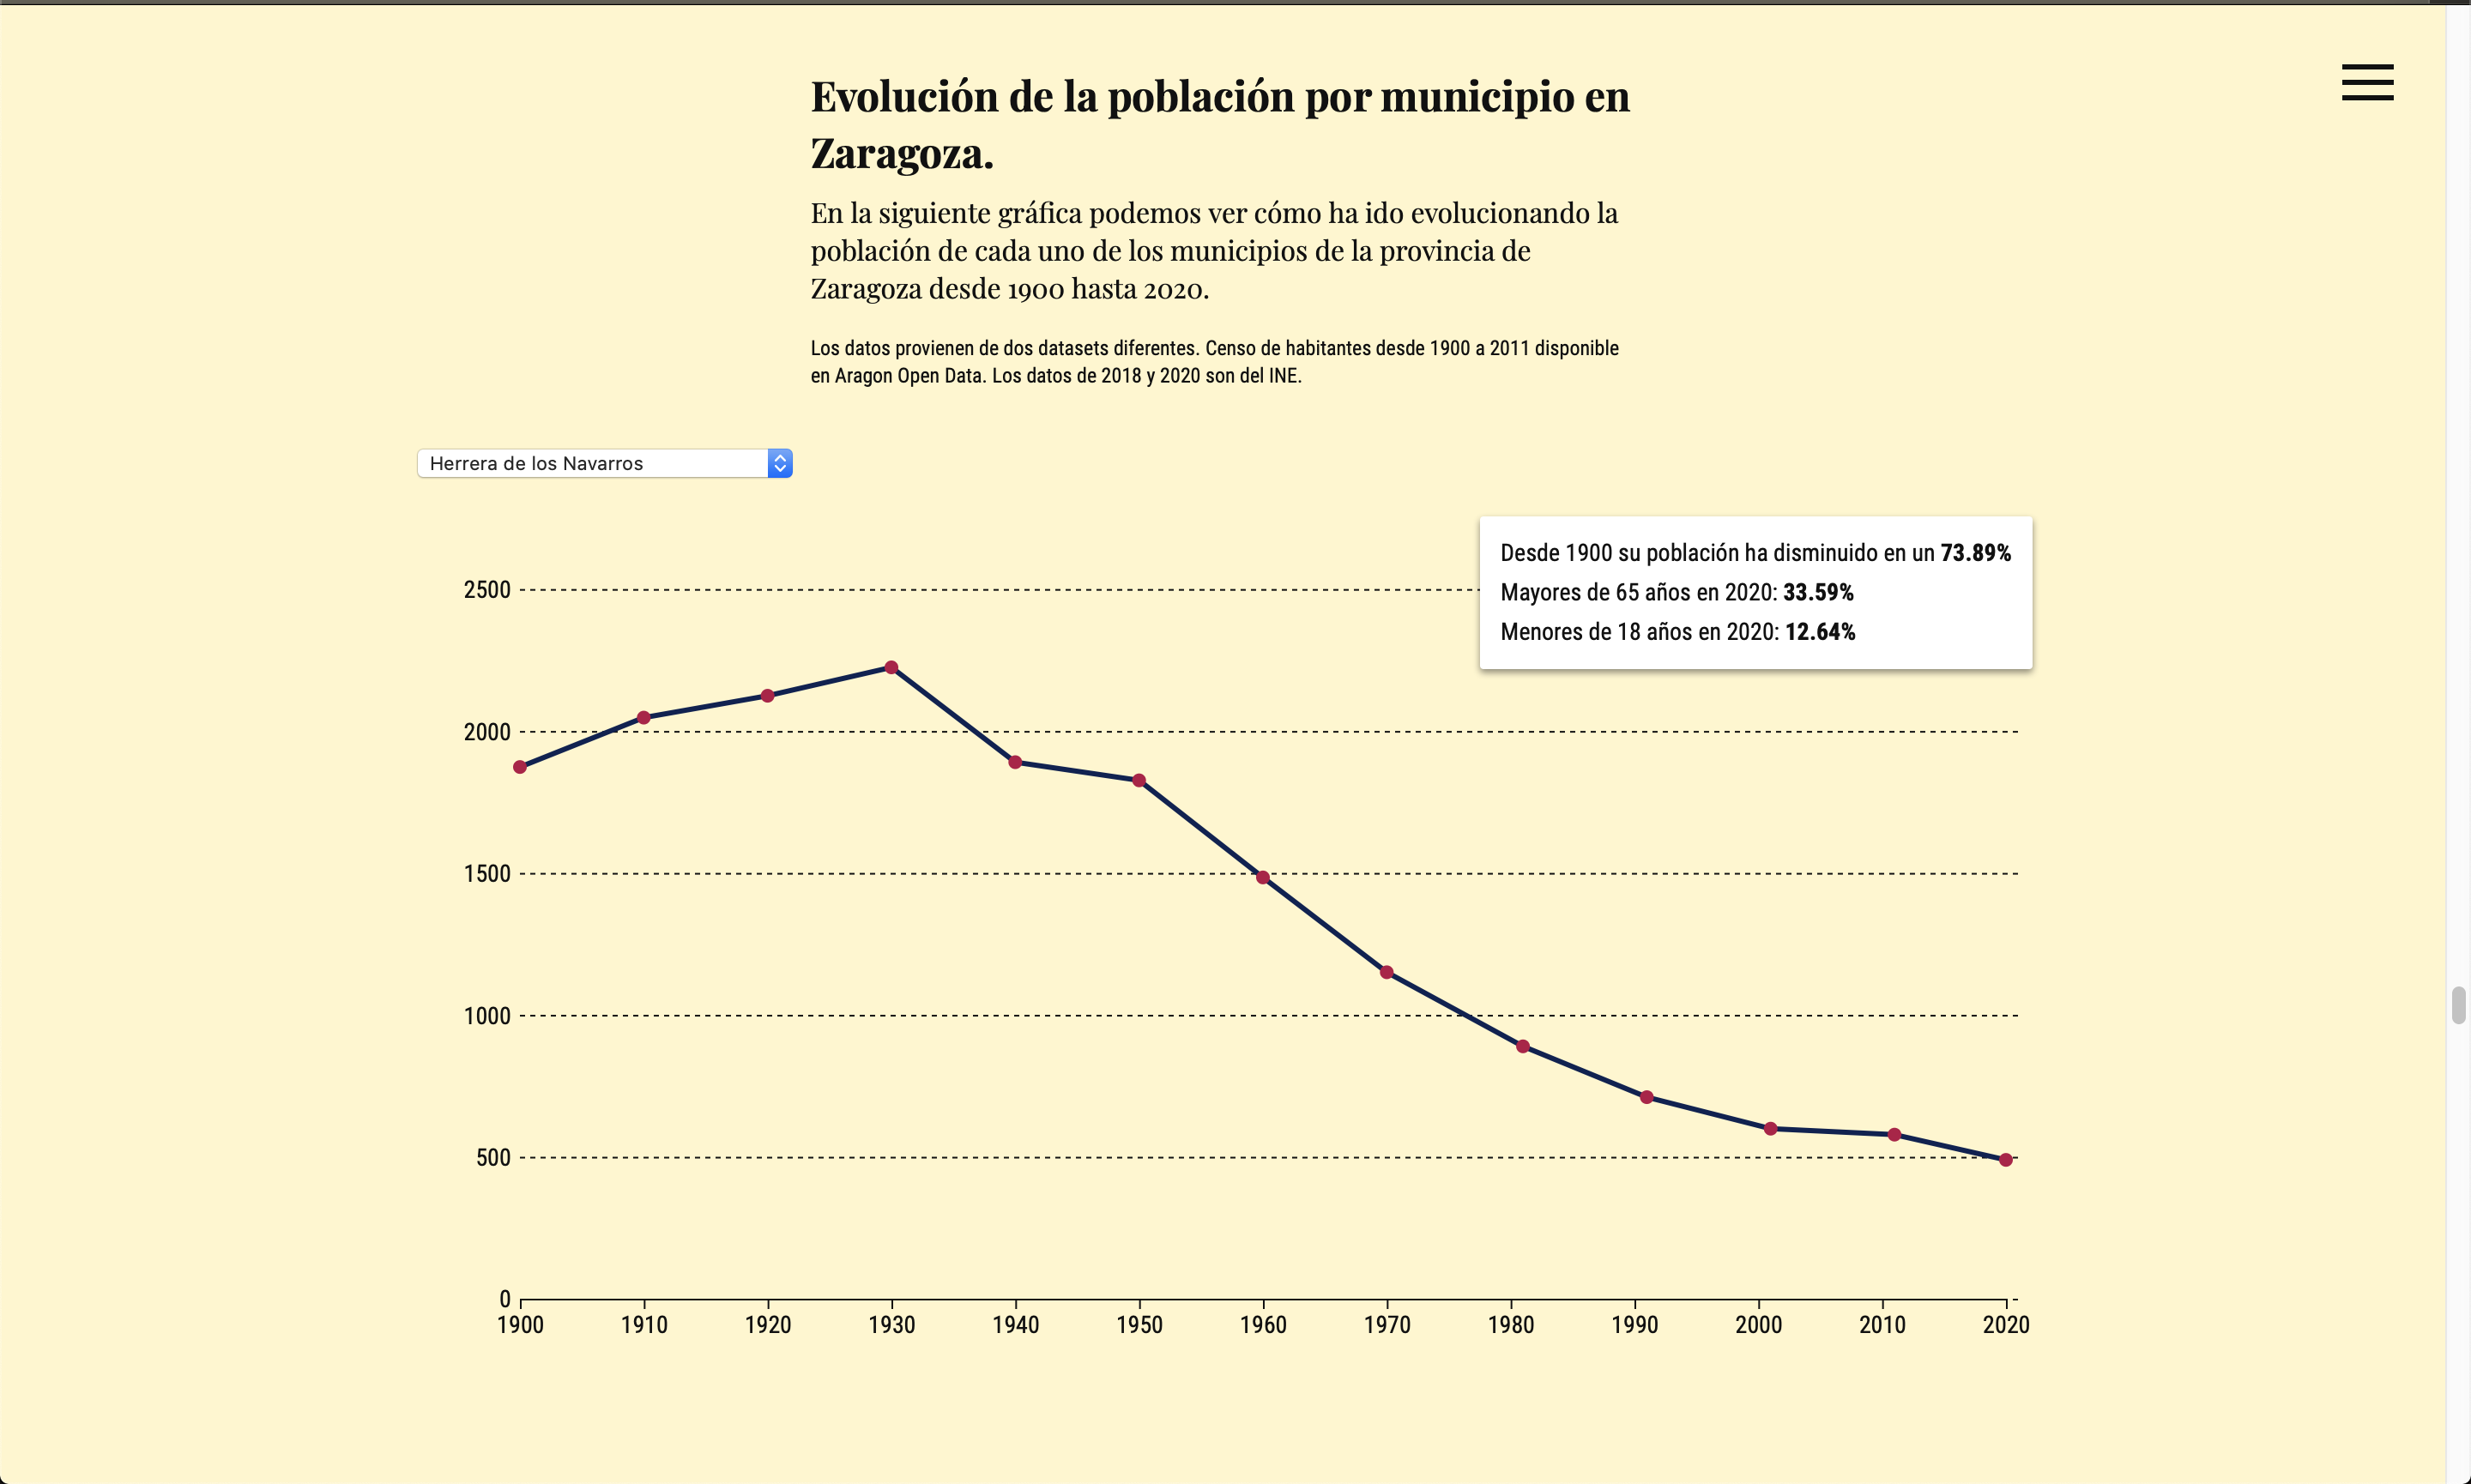 Evolución de la población por municipio en
Zaragoza.
En la siguiente gráfica podemos ver cómo ha ido evolucionando la
población de cada uno de los municipios de la provincia de
Zaragoza desde 1900 hasta 2020.
Los datos provienen de dos datasets diferentes. Censo de habitantes desde 1900 a 2011 disponible
en Aragon Open Data. Los datos de 2018 y 2020 son del INE.
Herrera de los Navarros
Desde 1900 su población ha disminuido en un 73.89%
Mayores de 65 años en 2020: 33.59%
Menores de 18 años en 2020: 12.64%
2500
2000
1500
1000
500
0
1900 1910 1920 1930 1940 1950 1960 1970 1980 1990 2000 2010 2020